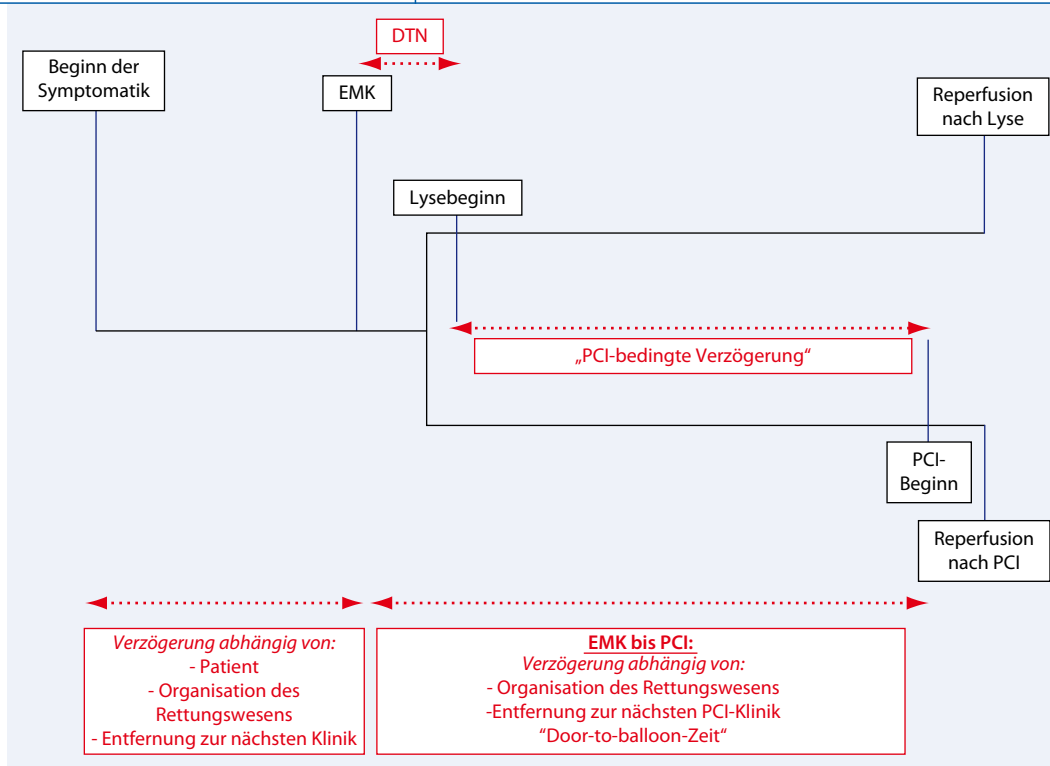 DTN
Beginn der
Symptomatik
EMK
Reperfusion
nach Lyse
Lysebeginn
„PCI-bedingte Verzögerung“
PCI-
Beginn
Reperfusion
nach PCI
Verzögerung abhängig von:
- Patient
- Organisation des
Rettungswesens
- Entfernung zur nächsten Klinik
EMK bis PCI:
Verzögerung abhängig von:
- Organisation des Rettungswesens
-Entfernung zur nächsten PCI-Klinik
“Door-to-balloon-Zeit“